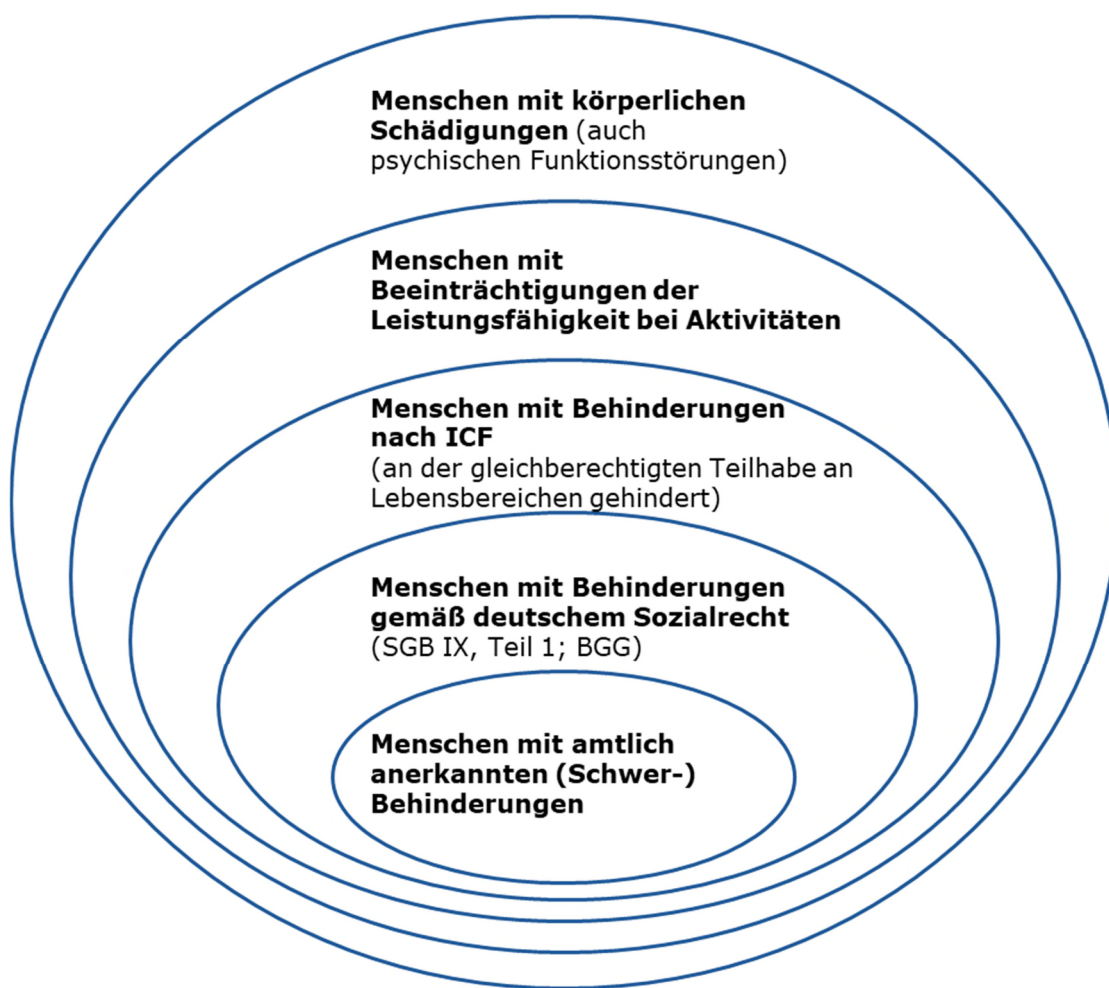 Menschen mit körperlichen
Schädigungen (auch
psychischen Funktionsstörungen)
Menschen mit
Beeinträchtigungen der
Leistungsfähigkeit bei Aktivitäten
Menschen mit Behinderungen
nach ICF
(an der gleichberechtigten Teilhabe an
Lebensbereichen gehindert)
Menschen mit Behinderungen
gemäß deutschem Sozialrecht
(SGB IX, Teil 1; BGG)
Menschen mit amtlich
anerkannten (Schwer-)
Behinderungen